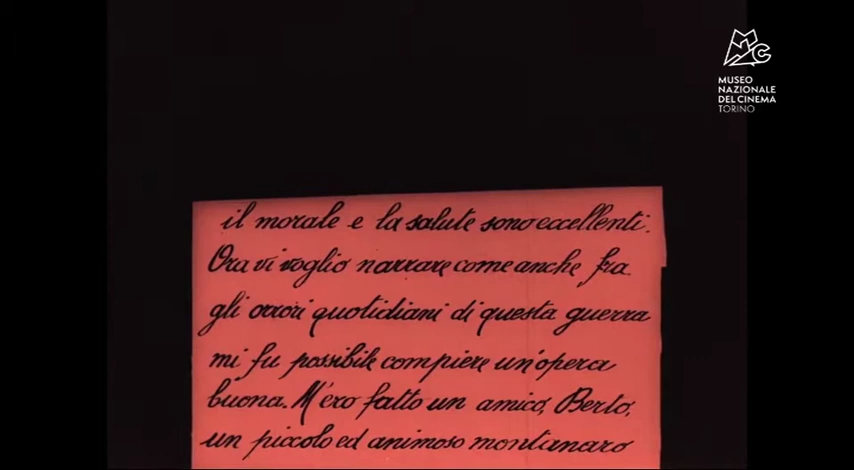 MUSEO
NAZIONALE
DEL CINEMA
TORINO
il morale e la salute sono eccellenti.
Ora vi voglio narrare come anche fra
gli orrori quotidiani di questa guerra
mi fu possibile compiere un'opera
buona. M'ero fatto un amico, Berto,
un piccolo ed animoso montanaro